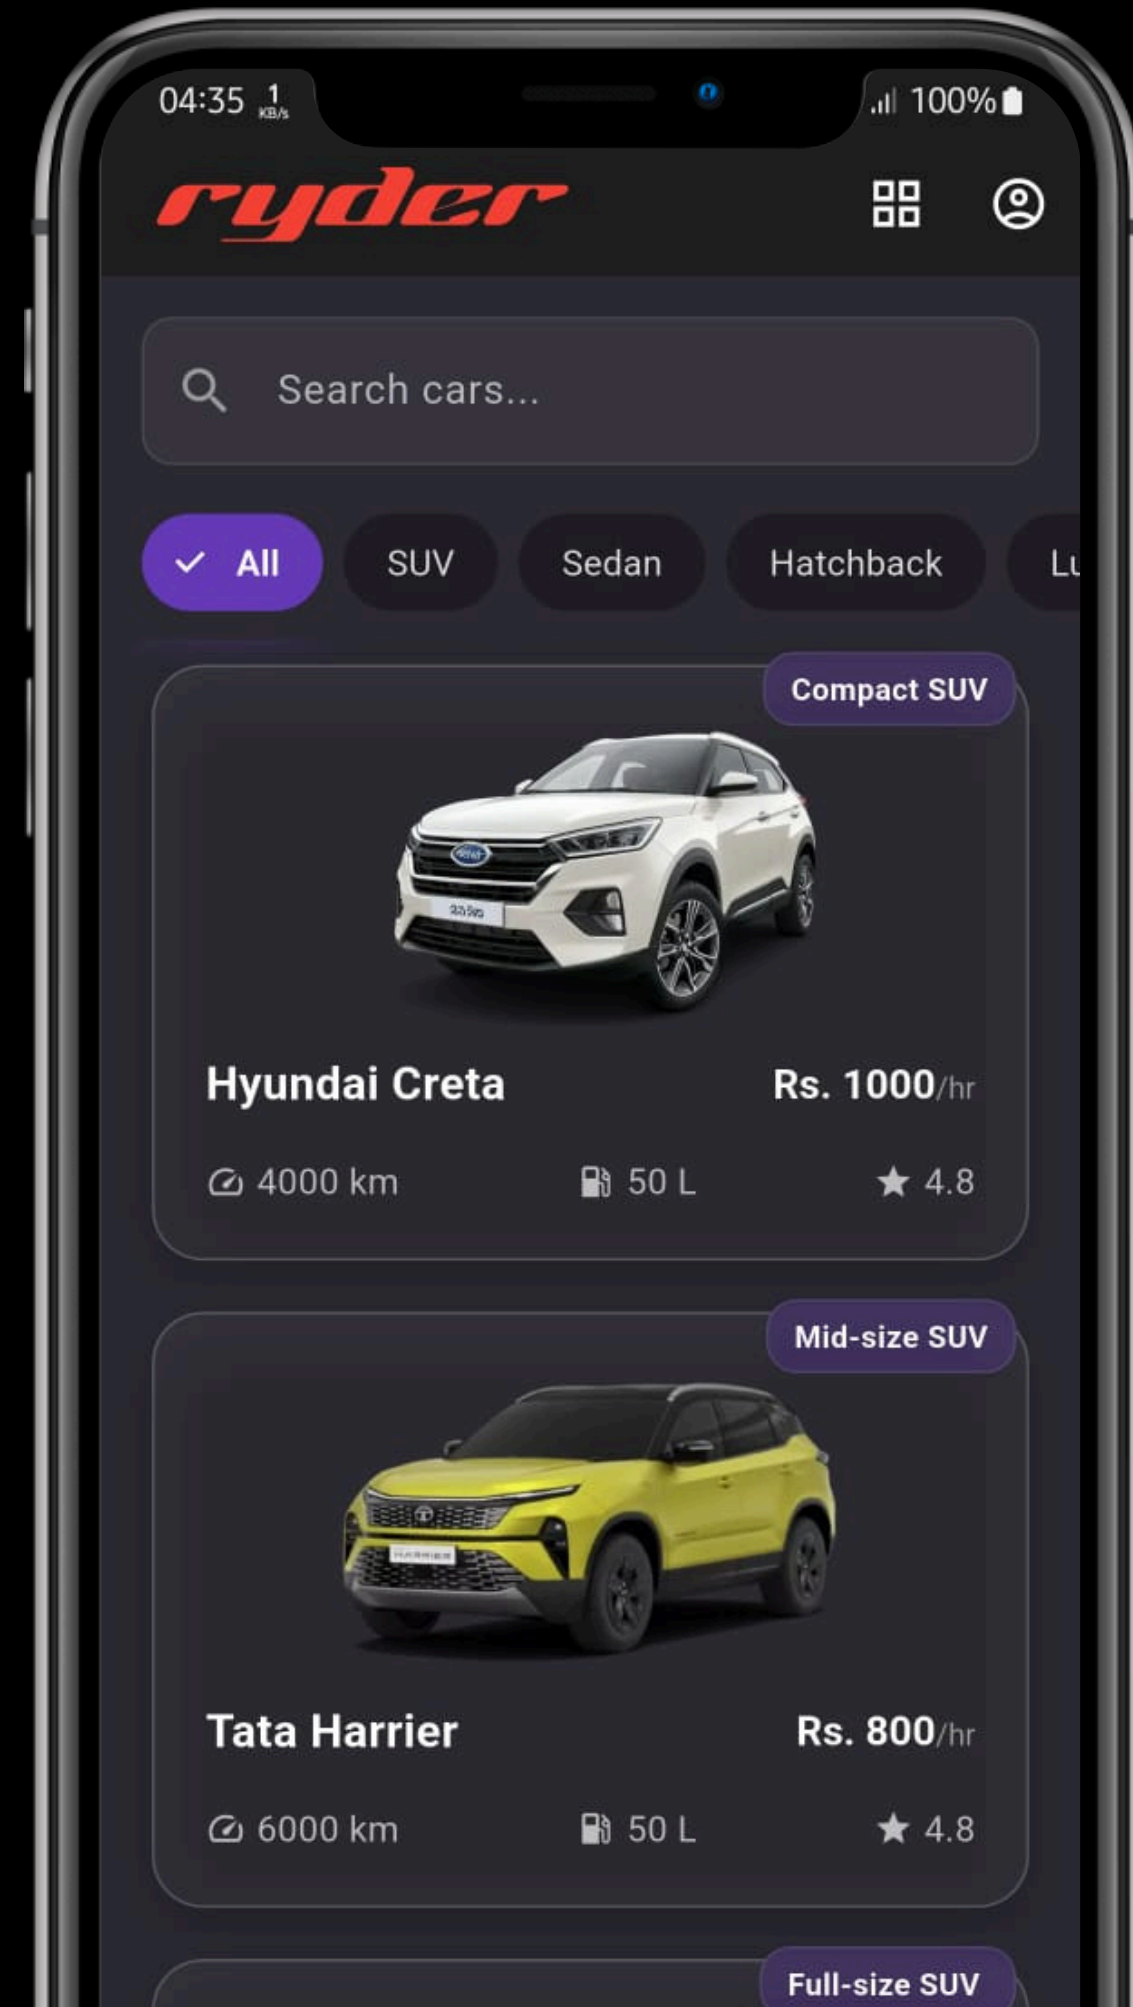 04:35 1 KB/s 100%
ryder
Search cars...
All SUV Sedan Hatchback Lu
Compact SUV
Hyundai Creta Rs. 1000/hr
4000 km 50 L 4.8
Mid-size SUV
HARRIER
Tata Harrier Rs. 800/hr
6000 km 50 L 4.8
Full-size SUV